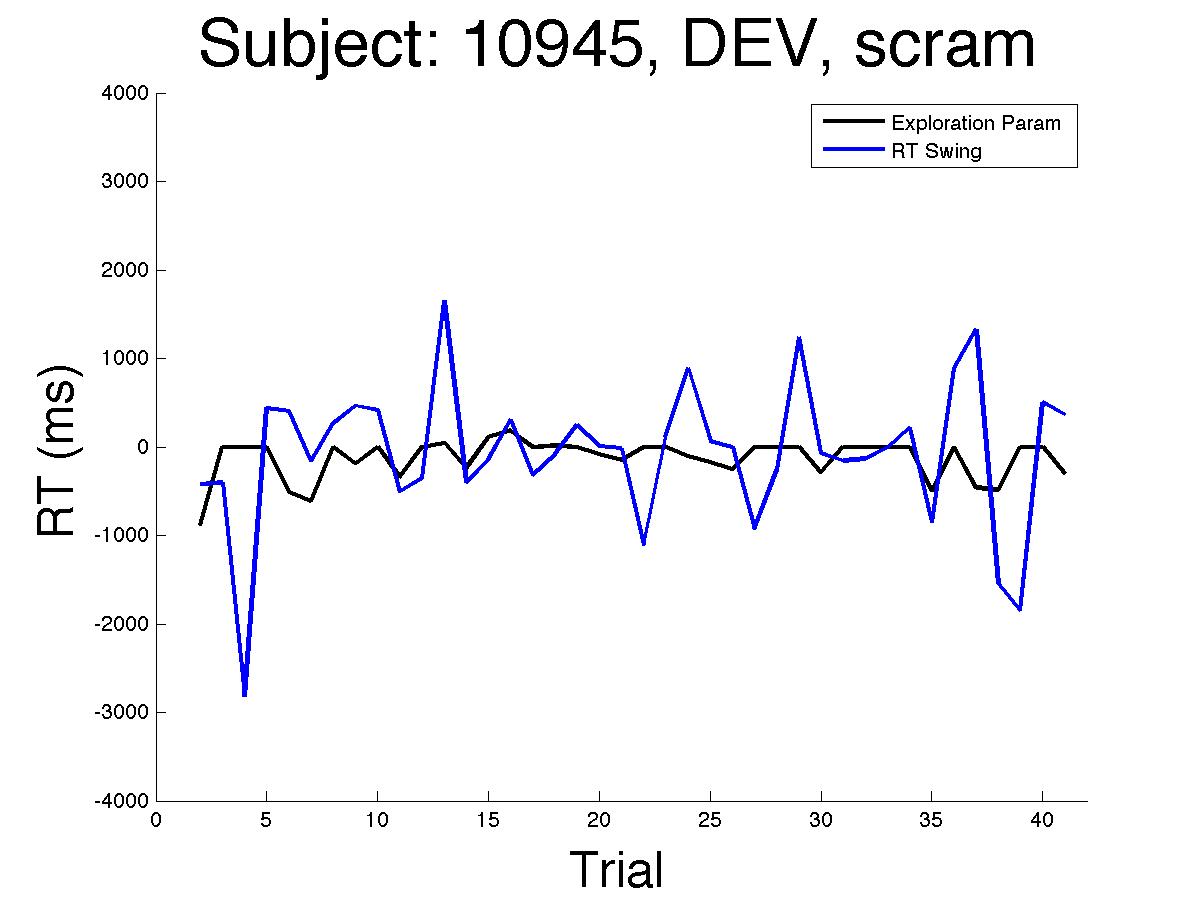 Subject: 10945, DEV, scram
4000
3000
2000
1000
0
-1000
-2000
-3000
-4000
RT (ms)
Exploration Param
RT Swing
0 5 10 15 20 25 30 35 40
Trial